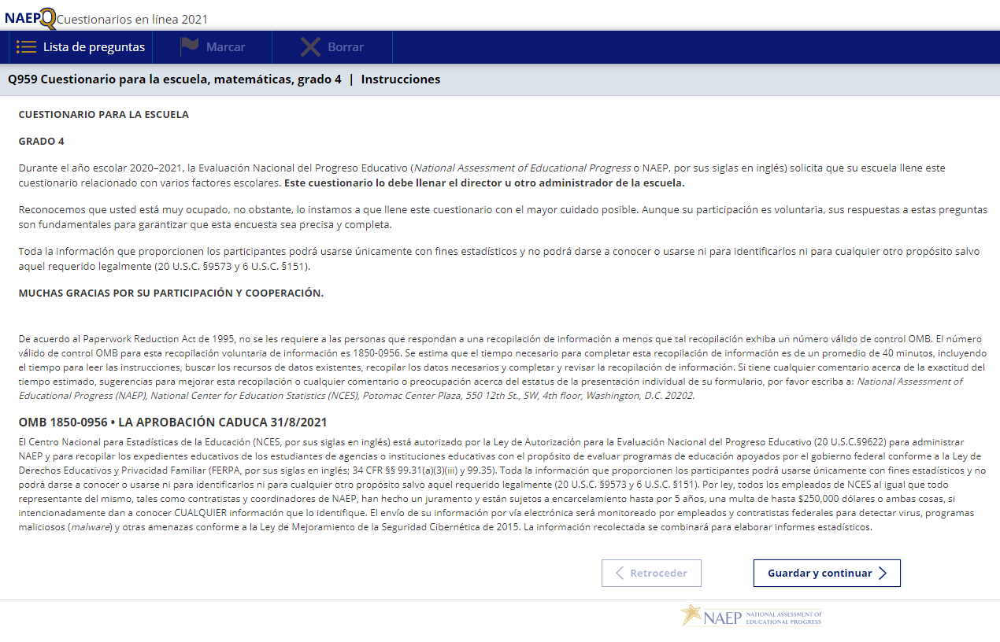 NAEPQ Cuestionarios en línea 2021
Lista de preguntas Marcar Borrar
Q959 Cuestionario para la escuela, matemáticas, grado 4 | Instrucciones
CUESTIONARIO PARA LA ESCUELA
GRADO 4
Durante el año escolar 2020–2021, la Evaluación Nacional del Progreso Educativo (National Assessment of Educational Progress o NAEP, por sus siglas en inglés) solicita que su escuela llene este
cuestionario relacionado con varios factores escolares. Este cuestionario lo debe llenar el director u otro administrador de la escuela.
Reconocemos que usted está muy ocupado, no obstante, lo instamos a que llene este cuestionario con el mayor cuidado posible. Aunque su participación es voluntaria, sus respuestas a estas preguntas
son fundamentales para garantizar que esta encuesta sea precisa y completa.
Toda la información que proporcionen los participantes podrá usarse únicamente con fines estadísticos y no podrá darse a conocer o usarse ni para identificarlos ni para cualquier otro propósito salvo
aquel requerido legalmente (20 U.S.C. §9573 y 6 U.S.C. §151).
MUCHAS GRACIAS POR SU PARTICIPACIÓN Y COOPERACIÓN.
De acuerdo al Paperwork Reduction Act de 1995, no se les requiere a las personas que respondan a una recopilación de información a menos que tal recopilación exhiba un número válido de control OMB. El número
válido de control OMB para esta recopilación voluntaria de información es 1850-0956. Se estima que el tiempo necesario para completar esta recopilación de información es de un promedio de 40 minutos, incluyendo
el tiempo para leer las instrucciones, buscar los recursos de datos existentes, recopilar los datos necesarios y completar y revisar la recopilación de información. Si tiene cualquier comentario acerca de la exactitud del
tiempo estimado, sugerencias para mejorar esta recopilación o cualquier comentario o preocupación acerca del estatus de la presentación individual de su formulario, por favor escriba a: National Assessment of
Educational Progress (NAEP), National Center for Education Statistics (NCES), Potomac Center Plaza, 550 12th St., SW, 4th floor, Washington, D.C. 20202.
OMB 1850-0956 • LA APROBACIÓN CADUCA 31/8/2021
El Centro Nacional para Estadísticas de la Educación (NCES, por sus siglas en inglés) está autorizado por la Ley de Autorización para la Evaluación Nacional del Progreso Educativo (20 U.S.C.§9622) para administrar
NAEP y para recopilar los expedientes educativos de los estudiantes de agencias o instituciones educativas con el propósito de evaluar programas de educación apoyados por el gobierno federal conforme a la Ley de
Derechos Educativos y Privacidad Familiar (FERPA, por sus siglas en inglés; 34 CFR §§ 99.31(a)(3)(iii) y 99.35). Toda la información que proporcionen los participantes podrá usarse únicamente con fines estadísticos y no
podrá darse a conocer o usarse ni para identificarlos ni para cualquier otro propósito salvo aquel requerido legalmente (20 U.S.C. §9573 y 6 U.S.C. §151). Por ley, todos los empleados de NCES al igual que todo
representante del mismo, tales como contratistas y coordinadores de NAEP, han hecho un juramento y están sujetos a encarcelamiento hasta por 5 años, una multa de hasta $250,000 dólares o ambas cosas, si
intencionadamente dan a conocer CUALQUIER información que lo identifique. El envío de su información por vía electrónica será monitoreado por empleados y contratistas federales para detectar virus, programas
maliciosos (malware) y otras amenazas conforme a la Ley de Mejoramiento de la Seguridad Cibernética de 2015. La información recolectada se combinará para elaborar informes estadísticos.
Retroceder Guardar y continuar
NAEP NATIONAL ASSESSMENT OF
EDUCATIONAL PROGRESS